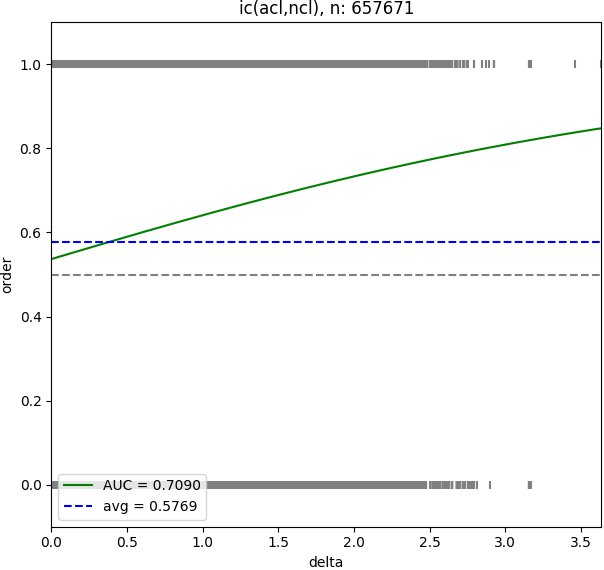 ic(acl,ncl), n: 657671
1.0
0.8
0.6
0.4
0.2
0.0
order
AUC = 0.7090
avg = 0.5769
0.0 0.5 1.0 1.5 2.0 2.5 3.0 3.5
delta